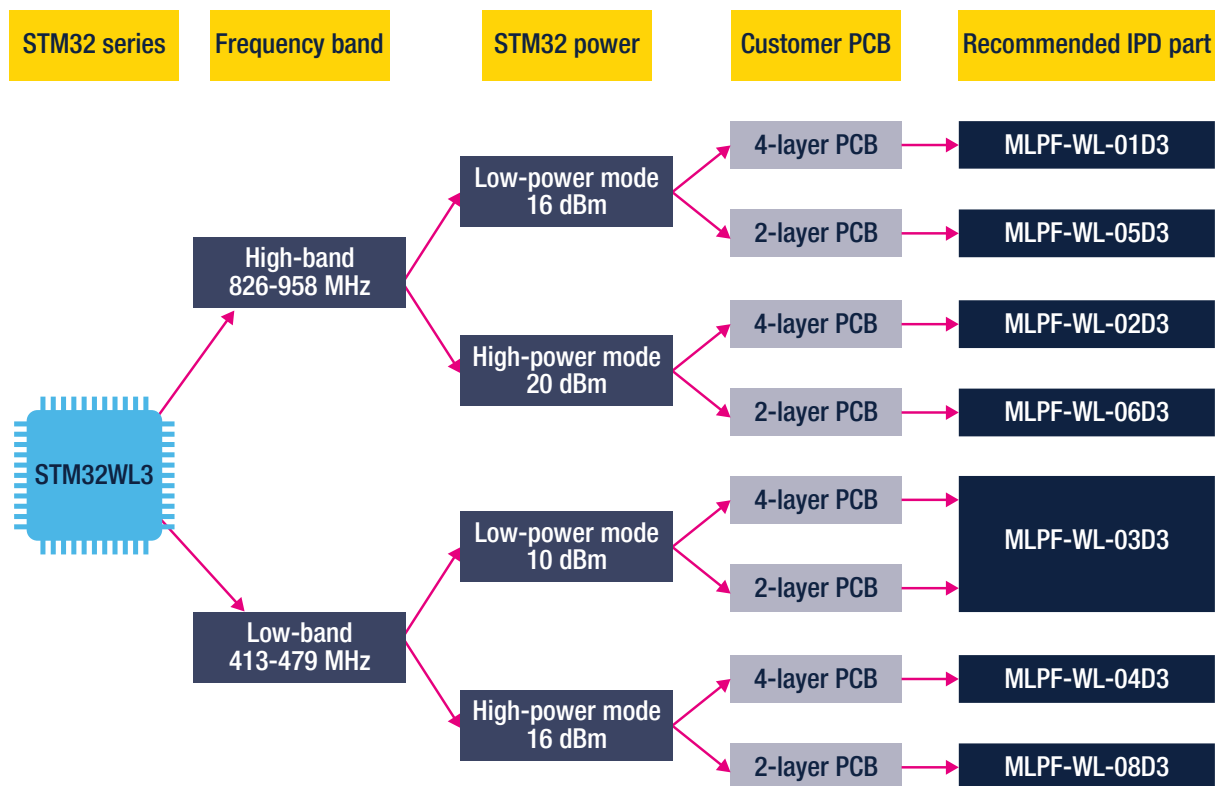 STM32 series
Frequency band
STM32 power
Customer PCB
Recommended IPD part
STM32WL3
High-band
826-958 MHz
Low-power mode
16 dBm
4-layer PCB
MLPF-WL-01D3
2-layer PCB
MLPF-WL-05D3
High-power mode
20 dBm
4-layer PCB
MLPF-WL-02D3
2-layer PCB
MLPF-WL-06D3
Low-band
413-479 MHz
Low-power mode
10 dBm
4-layer PCB
2-layer PCB
MLPF-WL-03D3
High-power mode
16 dBm
4-layer PCB
MLPF-WL-04D3
2-layer PCB
MLPF-WL-08D3